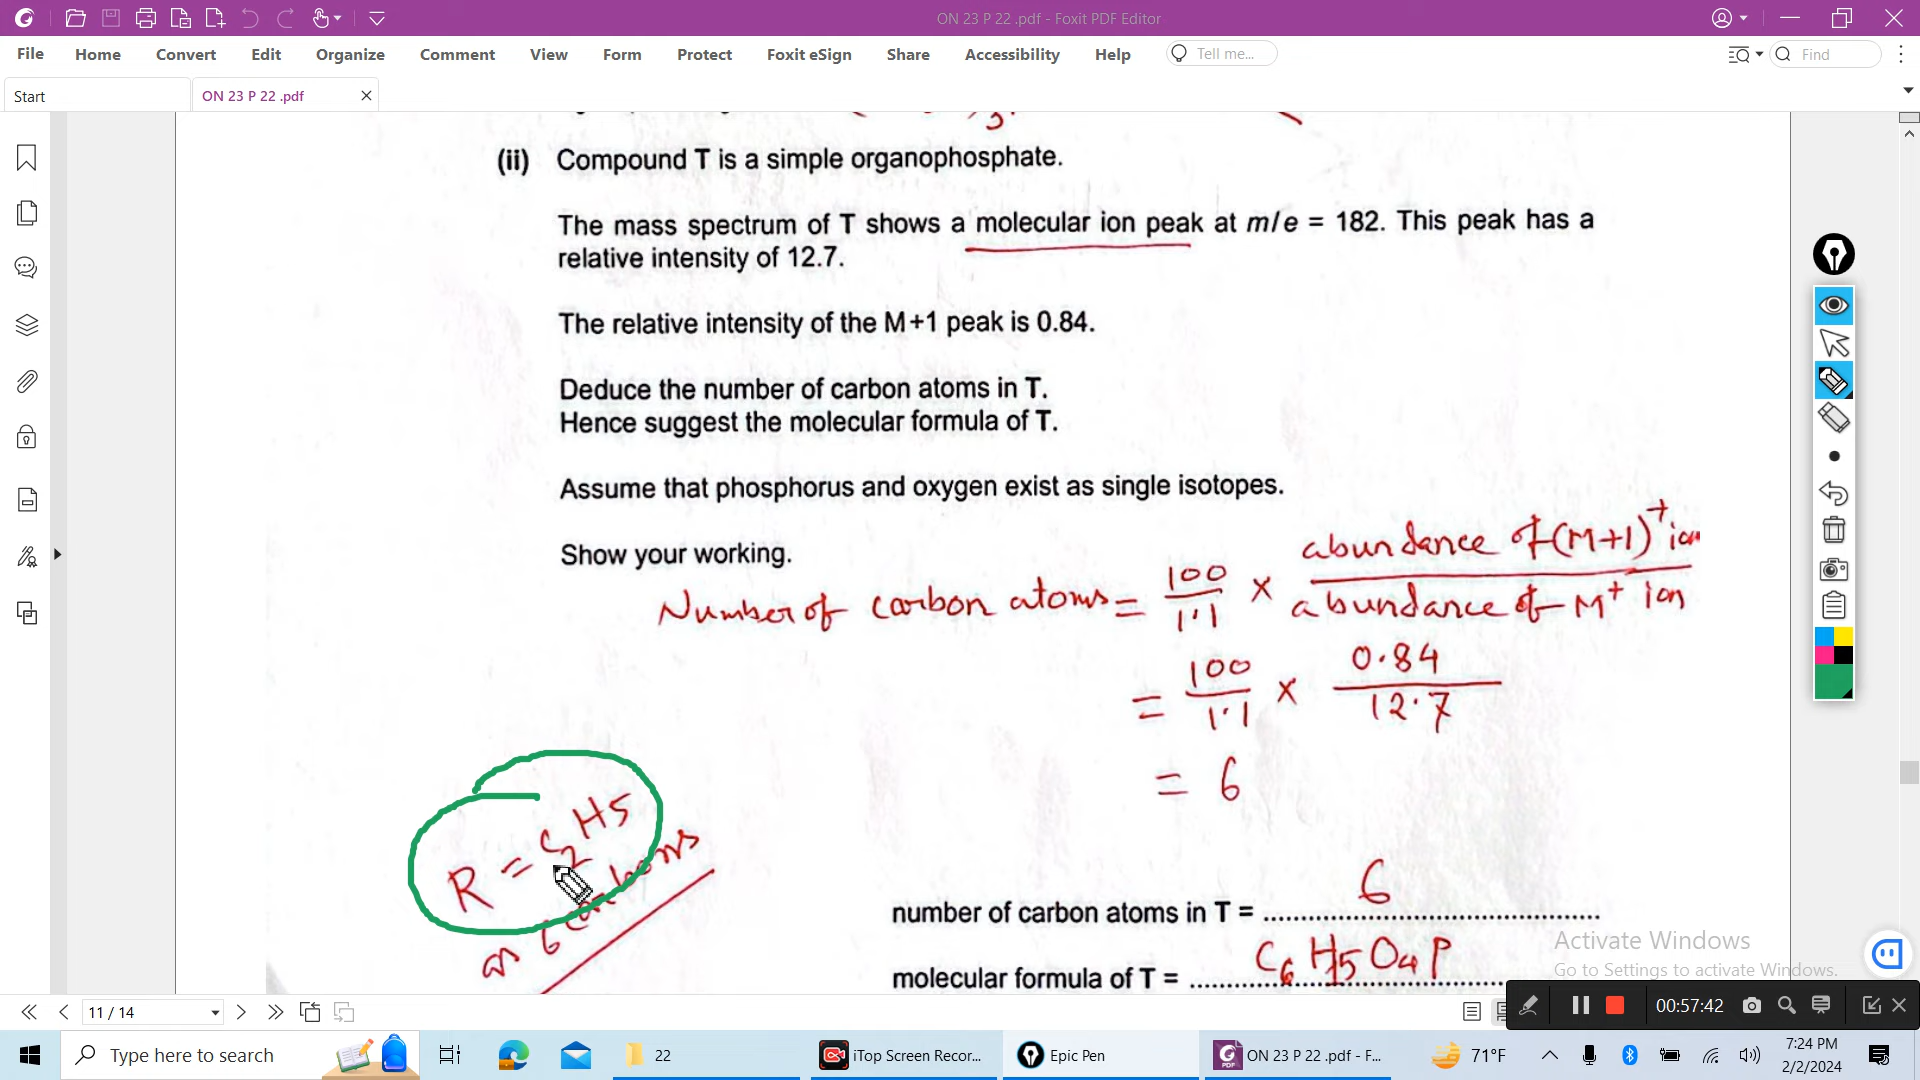 ON 23 P 22 .pdf - Foxit PDF Editor
File Home Convert Edit Organize Comment View Form Protect Foxit eSign Share Accessibility Help Tell me... Find
Start ON 23 P 22 .pdf
(ii) Compound T is a simple organophosphate.
The mass spectrum of T shows a molecular ion peak at m/e = 182. This peak has a
relative intensity of 12.7.
The relative intensity of the M+1 peak is 0.84.
Deduce the number of carbon atoms in T.
Hence suggest the molecular formula of T.
Assume that phosphorus and oxygen exist as single isotopes.
Show your working.
Number of carbon atoms = 100/1.1 × abundance of (M+1)+ ion / abundance of M+ ion
= 100/1.1 × 0.84/12.7
= 6
R = C2H5
as 6 carbons
number of carbon atoms in T = 6
molecular formula of T = C6H15O4P
Activate Windows
Go to Settings to activate Windows.
11 / 14
00:57:42
Type here to search
22
iTop Screen Recor...
Epic Pen
ON 23 P 22 .pdf - F...
71°F
7:24 PM
2/2/2024